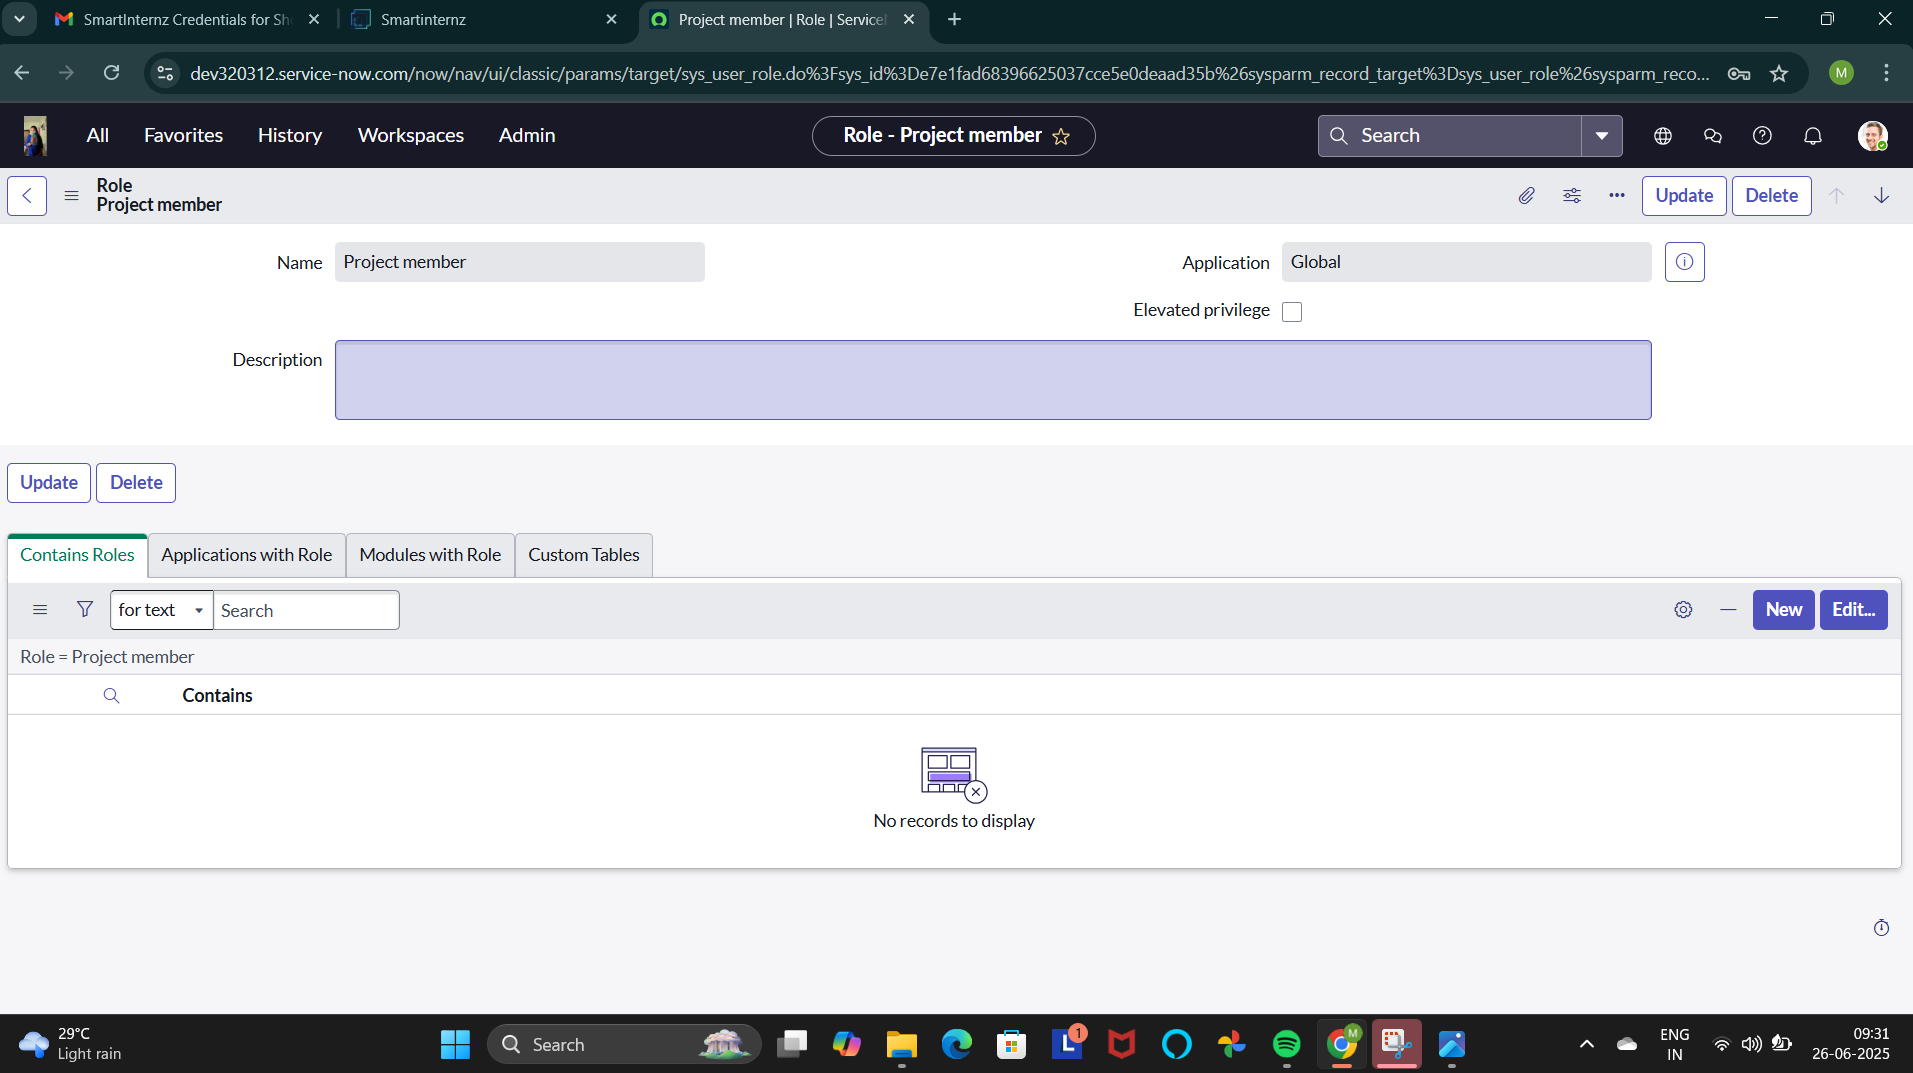 SmartInternz Credentials for Sh
Smartinternz
Project member | Role | Service
dev320312.service-now.com/now/nav/ui/classic/params/target/sys_user_role.do%3Fsys_id%3De7e1fad68396625037cce5e0deaad35b%26sysparm_record_target%3Dsys_user_role%26sysparm_reco...
M
All
Favorites
History
Workspaces
Admin
Role - Project member
Search
Role
Project member
Update
Delete
Name
Project member
Application
Global
Elevated privilege
Description
Update
Delete
Contains Roles
Applications with Role
Modules with Role
Custom Tables
for text
Search
New
Edit...
Role = Project member
Contains
No records to display
29°C
Light rain
Search
L
1
M
ENG
IN
09:31
26-06-2025